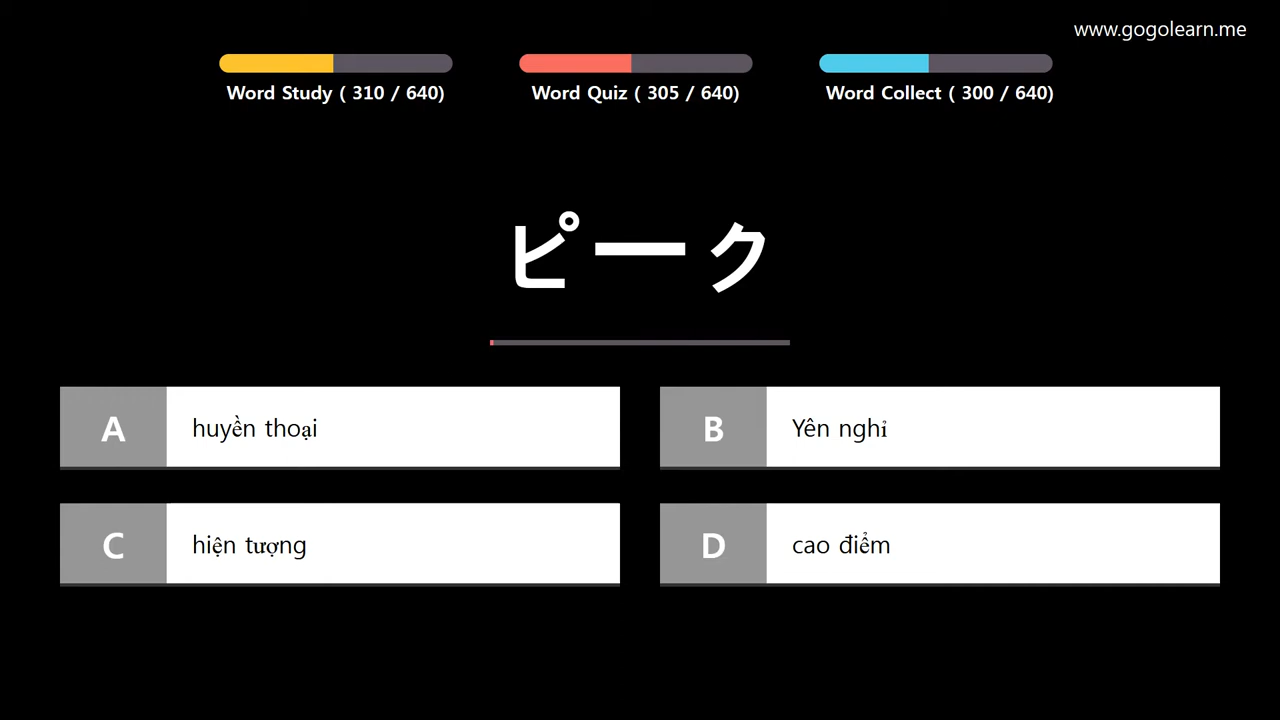 www.gogolearn.me
Word Study ( 310 / 640)
Word Quiz ( 305 / 640)
Word Collect ( 300 / 640)
ピーク
A
huyền thoại
B
Yên nghỉ
C
hiện tượng
D
cao điểm